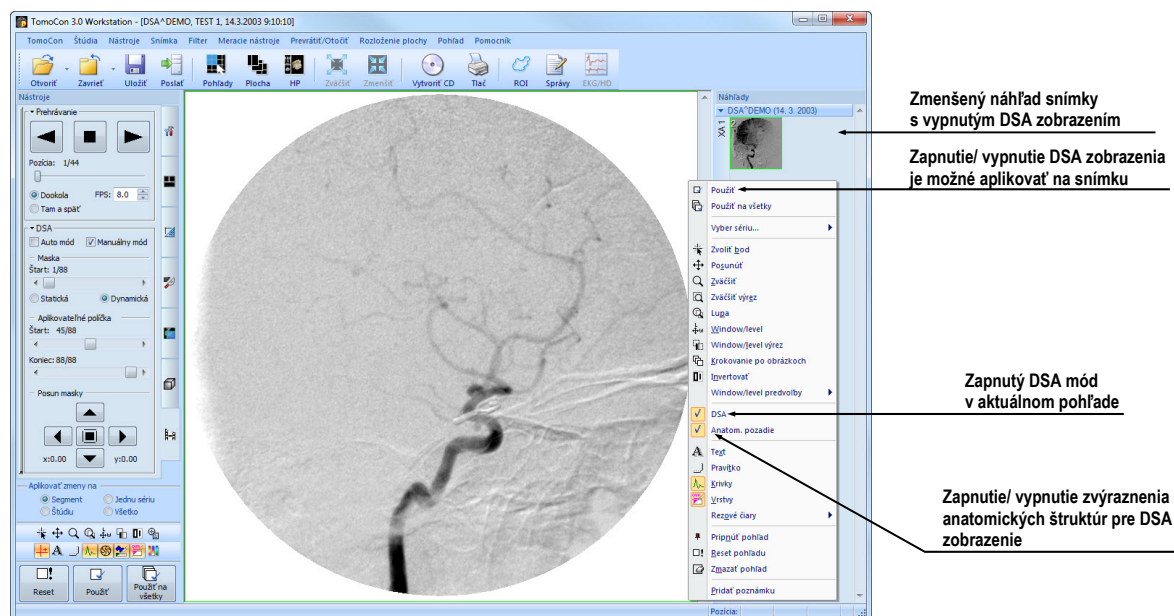 TomoCon 3.0 Workstation - [DSA^DEMO, TEST 1, 14.3.2003 9:10:10]
TomoCon Štúdia Nástroje Snímka Filter Meracie nástroje Prevrátiť/Otočiť Rozloženie plochy Pohľad Pomocník
Otvoriť Zavrieť Uložiť Poslať Pohľady Plocha HP Zväčšiť Zmenšiť Vytvoriť CD Tlač ROI Správy EKG/HD
Nástroje
Prehrávanie
Pozícia: 1/44
Dookola FPS: 8.0
Tam a späť
DSA
Auto mód Manuálny mód
Maska
Štart: 1/88
Statická Dynamická
Aplikovateľné políčka
Štart: 45/88
Koniec: 88/88
Posun masky
x:0.00 y:0.00
Aplikovať zmeny na
Segment Jednu sériu
Štúdiu Všetko
Reset Použiť Použiť na
všetky
Náhľady
DSA^DEMO (14. 3. 2003)
XA 1
2
Použiť
Použiť na všetky
Vyber sériu...
Zvoliť bod
Posunúť
Zväčšiť
Zväčšiť výrez
Lupa
Window/level
Window/level výrez
Krokovanie po obrázkoch
Invertovať
Window/level predvoľby
DSA
Anatom. pozadie
Text
Pravítko
Krivky
Vrstvy
Rezové čiary
Pripnúť pohľad
Reset pohľadu
Zmazať pohľad
Pridať poznámku
Pozícia:
Zmenšený náhľad snímky
s vypnutým DSA zobrazením
Zapnutie/ vypnutie DSA zobrazenia
je možné aplikovať na snímku
Zapnutý DSA mód
v aktuálnom pohľade
Zapnutie/ vypnutie zvýraznenia
anatomických štruktúr pre DSA
zobrazenie